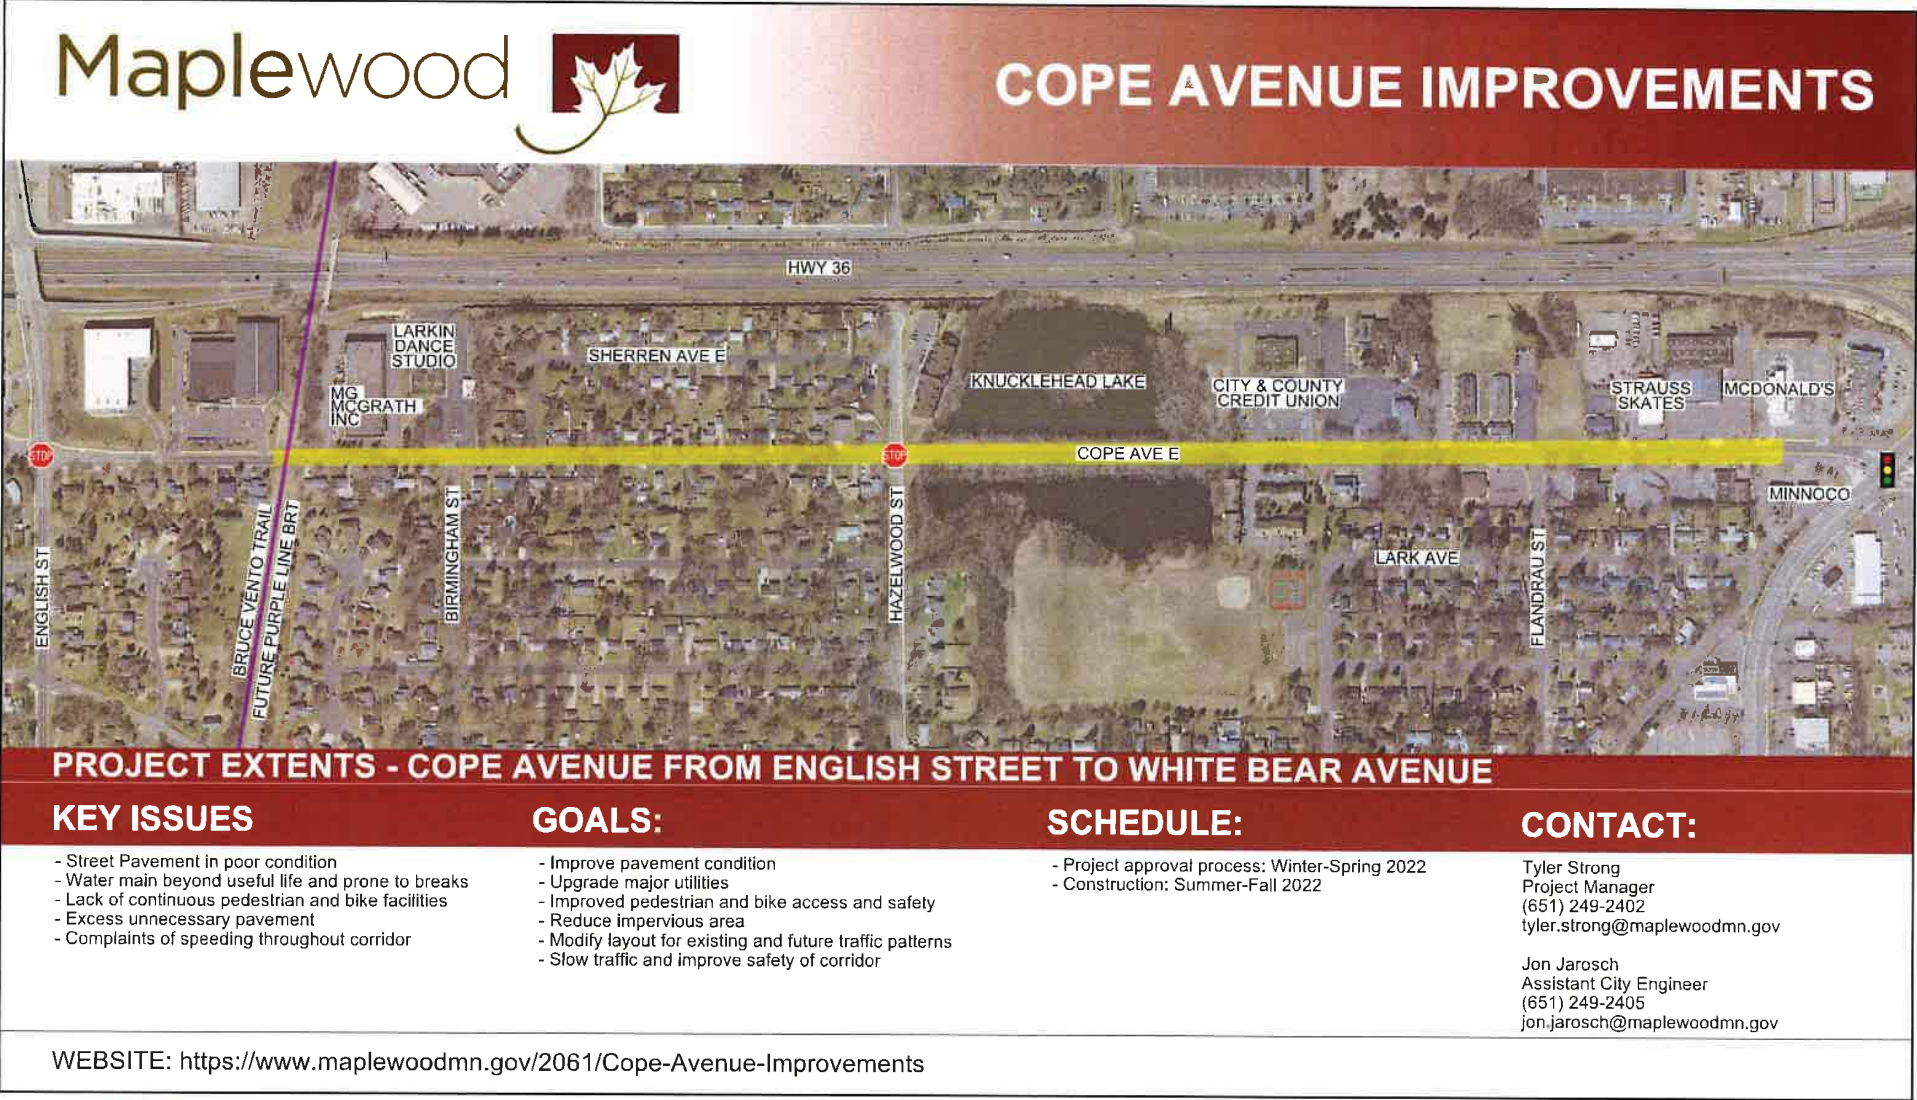 Maplewood
COPE AVENUE IMPROVEMENTS
HWY 36
LARKIN
DANCE
STUDIO
SHERREN AVE E
MG
MCGRATH
INC
KNUCKLEHEAD LAKE
CITY & COUNTY
CREDIT UNION
STRAUSS
SKATES
MCDONALD'S
STOP
STOP
COPE AVE E
MINNOCO
ENGLISH ST
BRUCE VENTO TRAIL
FUTURE PURPLE LINE BRT
BIRMINGHAM ST
HAZELWOOD ST
LARK AVE
FLANDRAU ST
PROJECT EXTENTS - COPE AVENUE FROM ENGLISH STREET TO WHITE BEAR AVENUE
KEY ISSUES
- Street Pavement in poor condition
- Water main beyond useful life and prone to breaks
- Lack of continuous pedestrian and bike facilities
- Excess unnecessary pavement
- Complaints of speeding throughout corridor
GOALS:
- Improve pavement condition
- Upgrade major utilities
- Improved pedestrian and bike access and safety
- Reduce impervious area
- Modify layout for existing and future traffic patterns
- Slow traffic and improve safety of corridor
SCHEDULE:
- Project approval process: Winter-Spring 2022
- Construction: Summer-Fall 2022
CONTACT:
Tyler Strong
Project Manager
(651) 249-2402
tyler.strong@maplewoodmn.gov
Jon Jarosch
Assistant City Engineer
(651) 249-2405
jon.jarosch@maplewoodmn.gov
WEBSITE: https://www.maplewoodmn.gov/2061/Cope-Avenue-Improvements